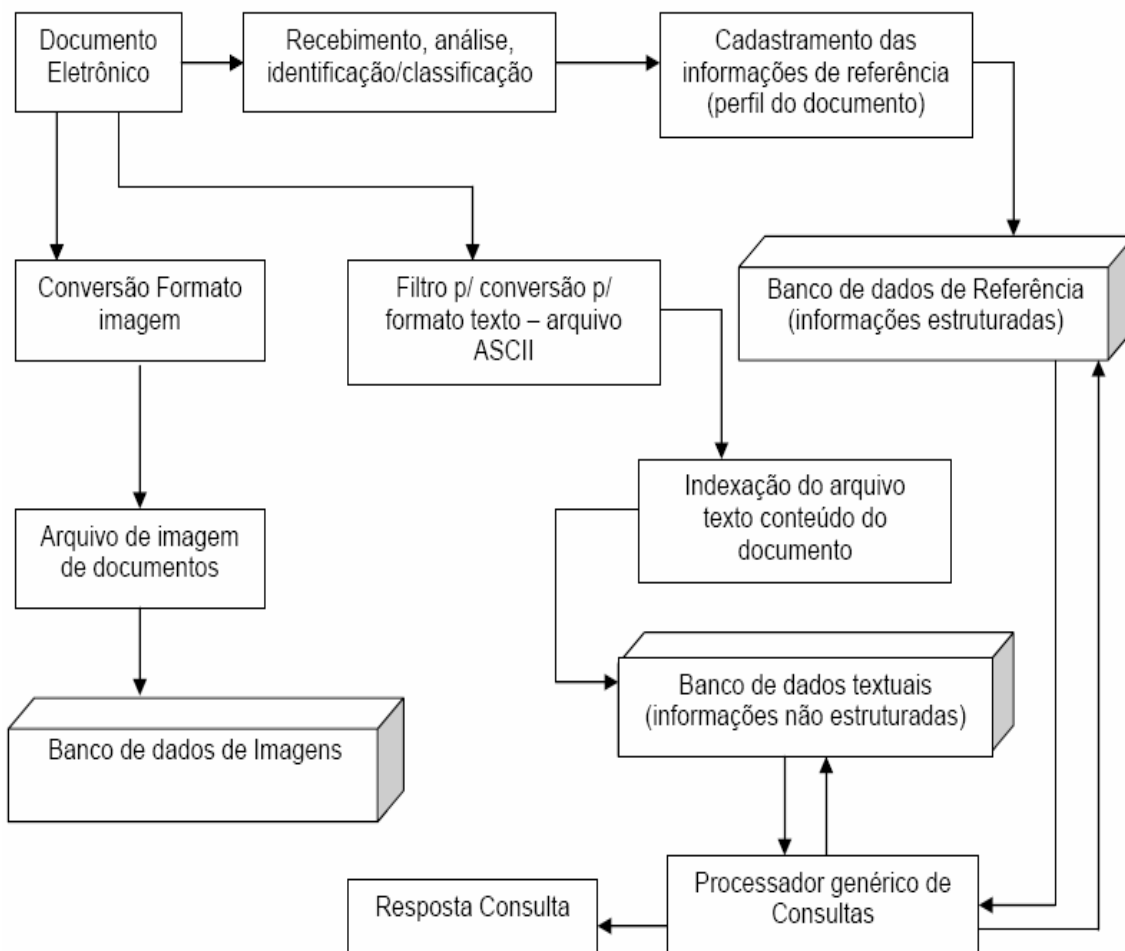 Documento
Eletrônico
Recebimento, análise,
identificação/classificação
Cadastramento das
informações de referência
(perfil do documento)
Conversão Formato
imagem
Filtro p/ conversão p/
formato texto – arquivo
ASCII
Banco de dados de Referência
(informações estruturadas)
Indexação do arquivo
texto conteúdo do
documento
Arquivo de imagem
de documentos
Banco de dados textuais
(informações não estruturadas)
Banco de dados de Imagens
Processador genérico de
Consultas
Resposta Consulta